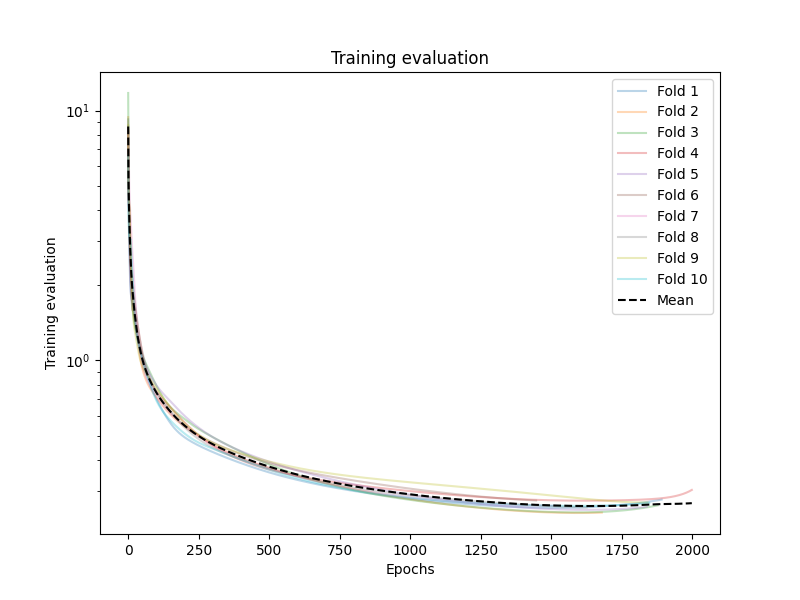 Training evaluation
Training evaluation
10¹
10⁰
0 250 500 750 1000 1250 1500 1750 2000
Epochs
Fold 1
Fold 2
Fold 3
Fold 4
Fold 5
Fold 6
Fold 7
Fold 8
Fold 9
Fold 10
Mean